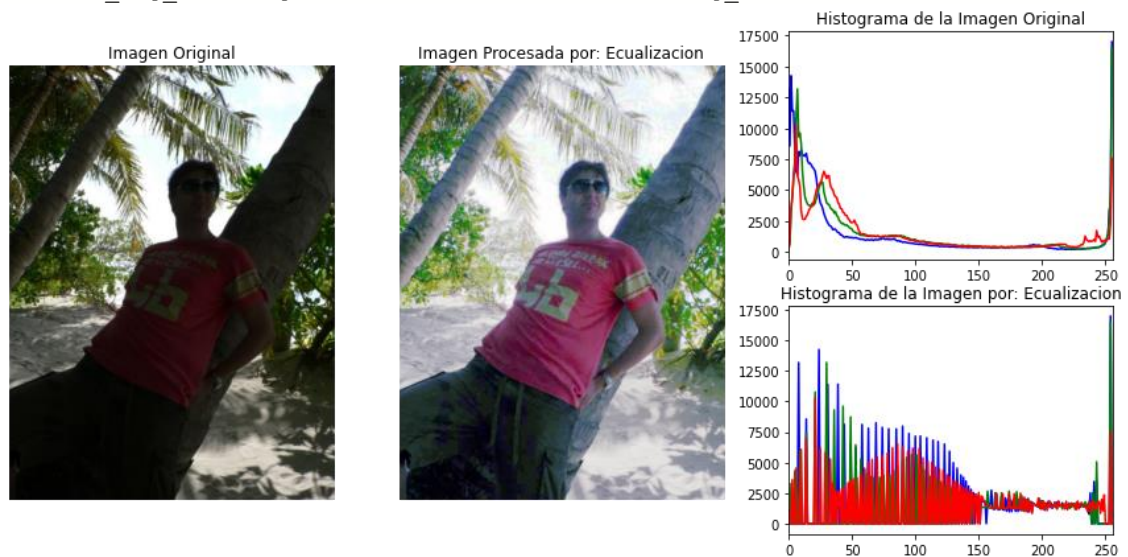 Imagen Original
Imagen Procesada por: Ecualizacion
Histograma de la Imagen Original
17500
15000
12500
10000
7500
5000
2500
0
0 50 100 150 200 250
Histograma de la Imagen por: Ecualizacion
17500
15000
12500
10000
7500
5000
2500
0
0 50 100 150 200 250